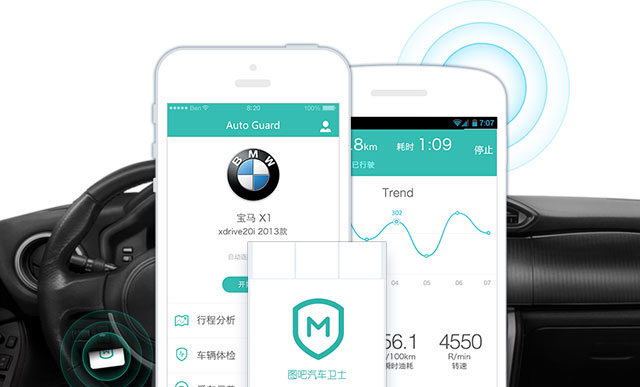 Ben
8:20
100%
Auto Guard
BMW
宝马 X1
xdrive20i 2013款
自动连
开
行程分析
车辆体检
M
图吧汽车卫士
7:07
.8km
已行驶
耗时 1:09
停止
Trend
302
04
05
06
07
56.1
/100km
瞬时油耗
4550
R/min
转速